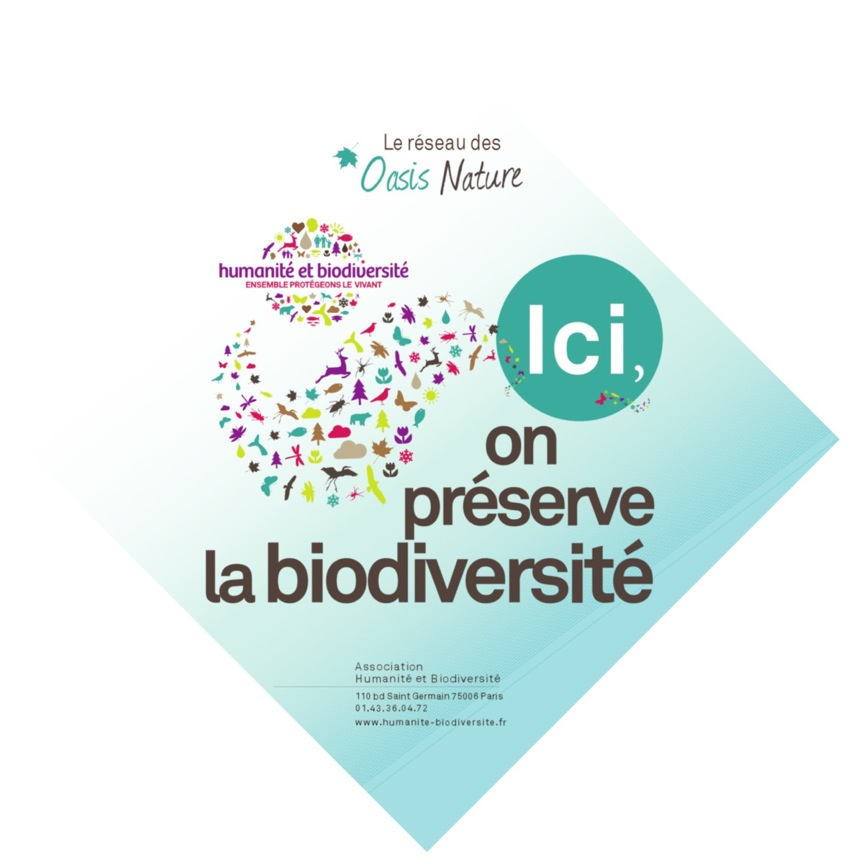 Le réseau des
Oasis Nature
humanité et biodiversité
ENSEMBLE PROTÉGEONS LE VIVANT
Ici,
on
préserve
la biodiversité
Association
Humanité et Biodiversité
110 bd Saint Germain 75006 Paris
01.43.36.04.72
www.humanite-biodiversite.fr